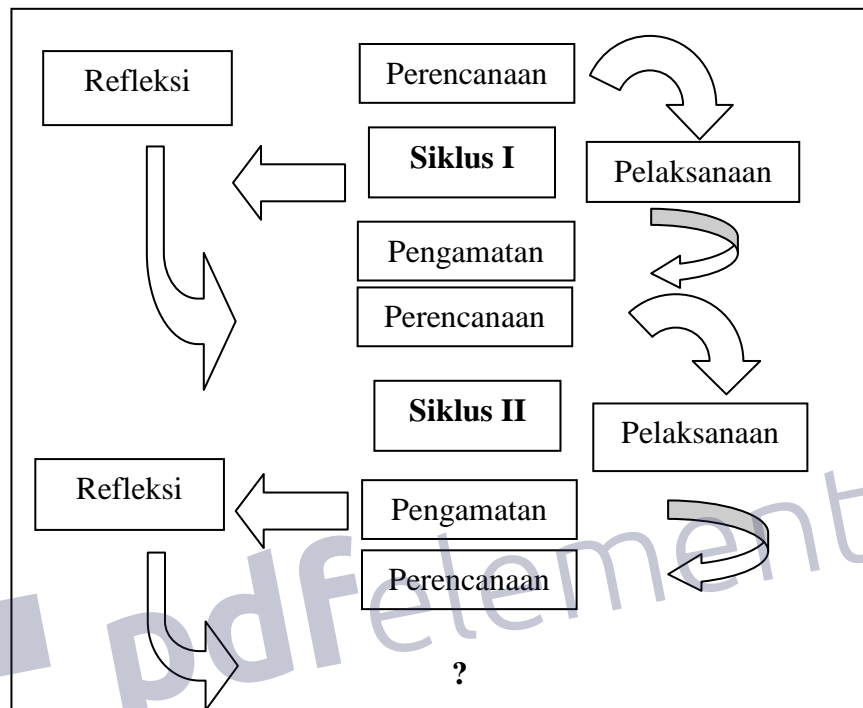 Refleksi
Perencanaan
Siklus I
Pelaksanaan
Pengamatan
Perencanaan
Siklus II
Pelaksanaan
Refleksi
Pengamatan
Perencanaan
pdfelement
?